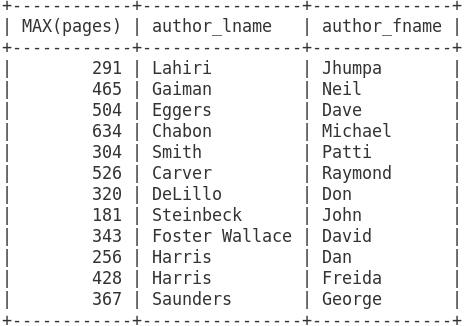 +------------+----------------+--------------+
| MAX(pages) | author_lname   | author_fname |
+------------+----------------+--------------+
|        291 | Lahiri         | Jhumpa       |
|        465 | Gaiman         | Neil         |
|        504 | Eggers         | Dave         |
|        634 | Chabon         | Michael      |
|        304 | Smith          | Patti        |
|        526 | Carver         | Raymond      |
|        320 | DeLillo        | Don          |
|        181 | Steinbeck      | John         |
|        343 | Foster Wallace | David        |
|        256 | Harris         | Dan          |
|        428 | Harris         | Freida       |
|        367 | Saunders       | George       |
+------------+----------------+--------------+